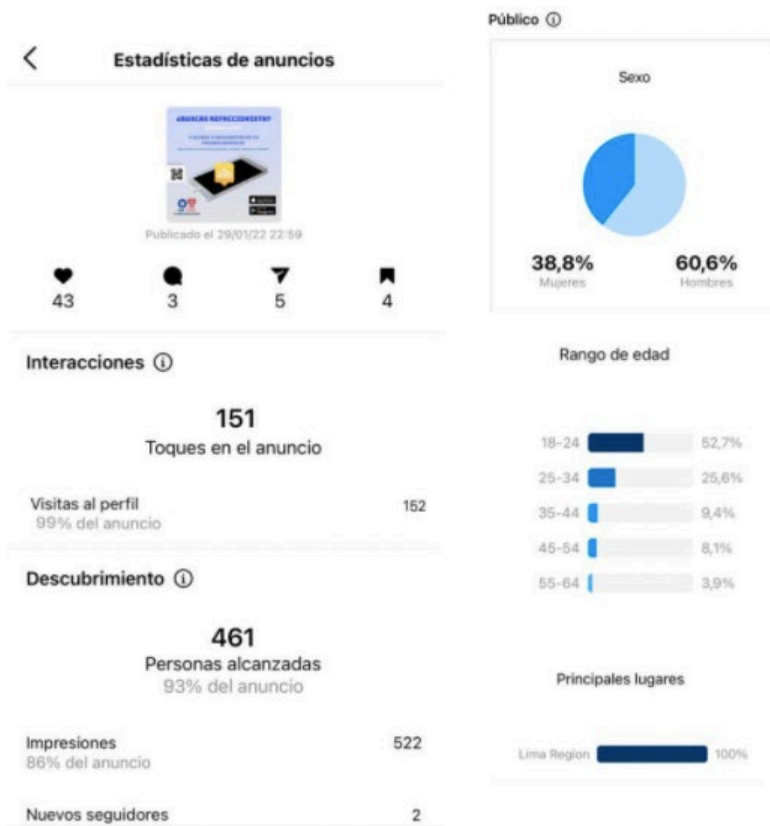 Estadísticas de anuncios
¿BUSCAS REFACCIONISTA?
Publicado el 29/01/22 22:59
43
3
5
4
Interacciones
151
Toques en el anuncio
Visitas al perfil 152
99% del anuncio
Descubrimiento
461
Personas alcanzadas
93% del anuncio
Impresiones 522
86% del anuncio
Nuevos seguidores 2
Público
Sexo
38,8% 60,6%
Mujeres Hombres
Rango de edad
18-24 52,7%
25-34 25,6%
35-44 9,4%
45-54 8,1%
55-64 3,9%
Principales lugares
Lima Region 100%